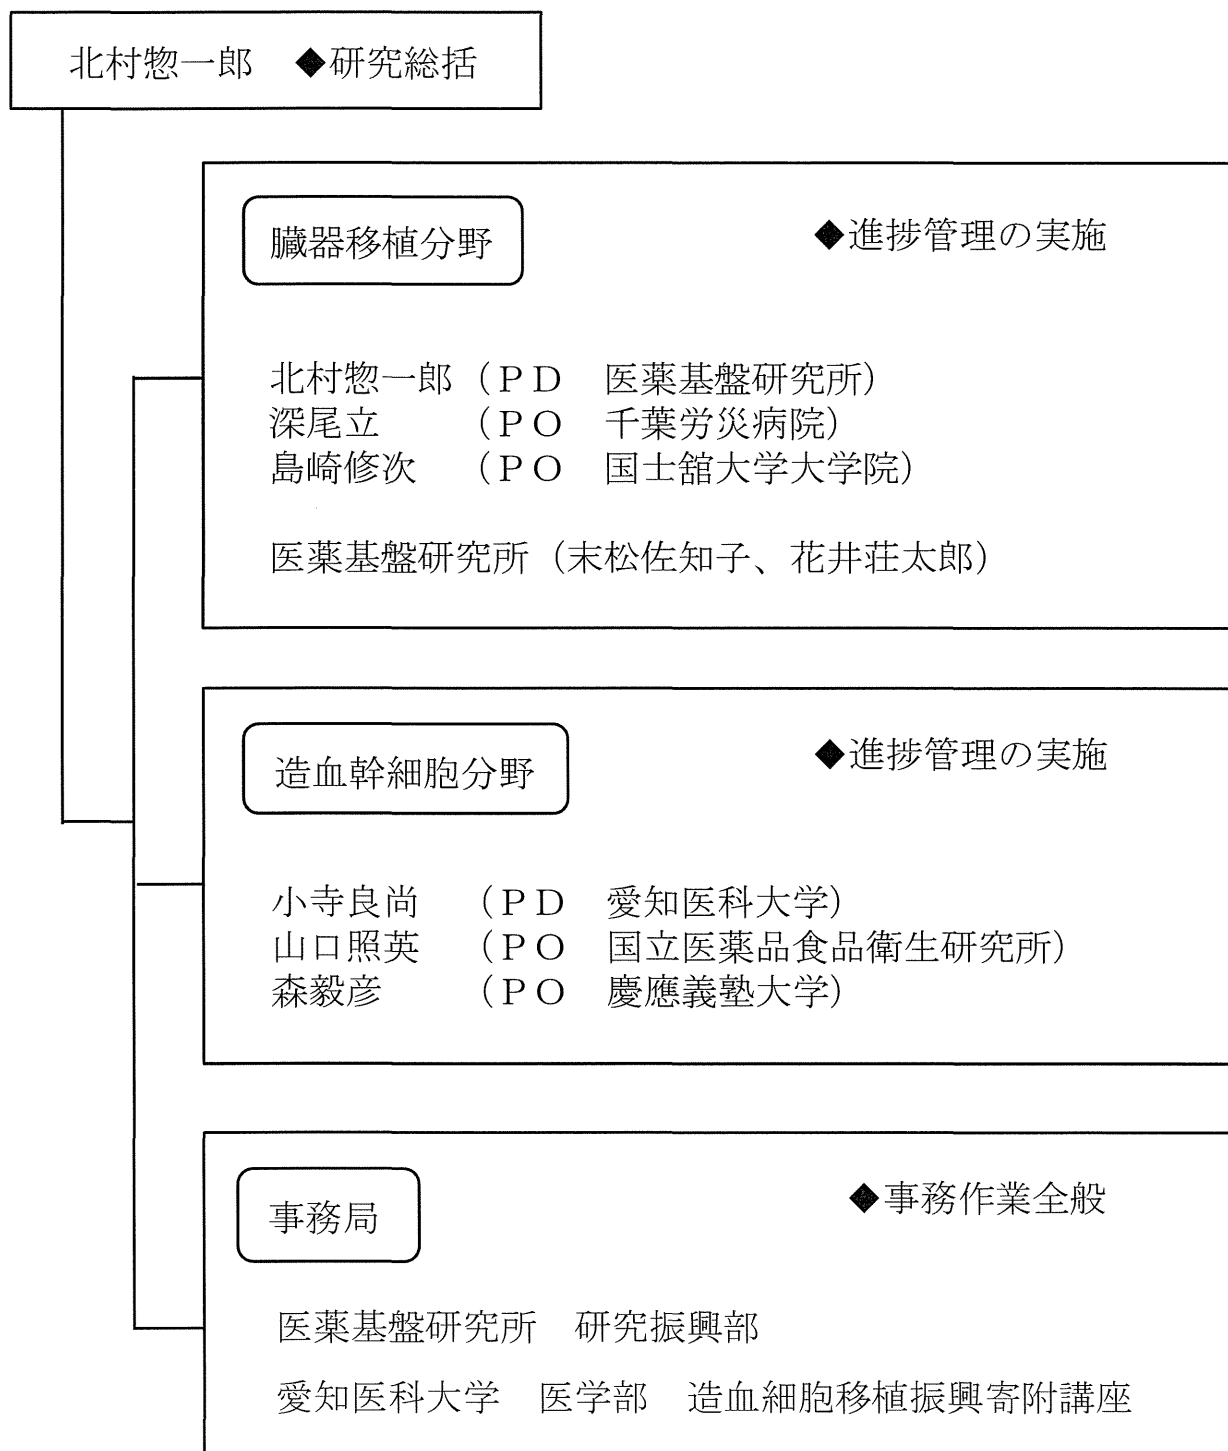 北村惣一郎　◆研究総括
臓器移植分野　◆進捗管理の実施
北村惣一郎（ＰＤ　医薬基盤研究所）
深尾立　（ＰＯ　千葉労災病院）
島崎修次　（ＰＯ　国士舘大学大学院）
医薬基盤研究所（末松佐知子、花井荘太郎）
造血幹細胞分野　◆進捗管理の実施
小寺良尚　（ＰＤ　愛知医科大学）
山口照英　（ＰＯ　国立医薬品食品衛生研究所）
森毅彦　（ＰＯ　慶應義塾大学）
事務局　◆事務作業全般
医薬基盤研究所　研究振興部
愛知医科大学　医学部　造血細胞移植振興寄附講座